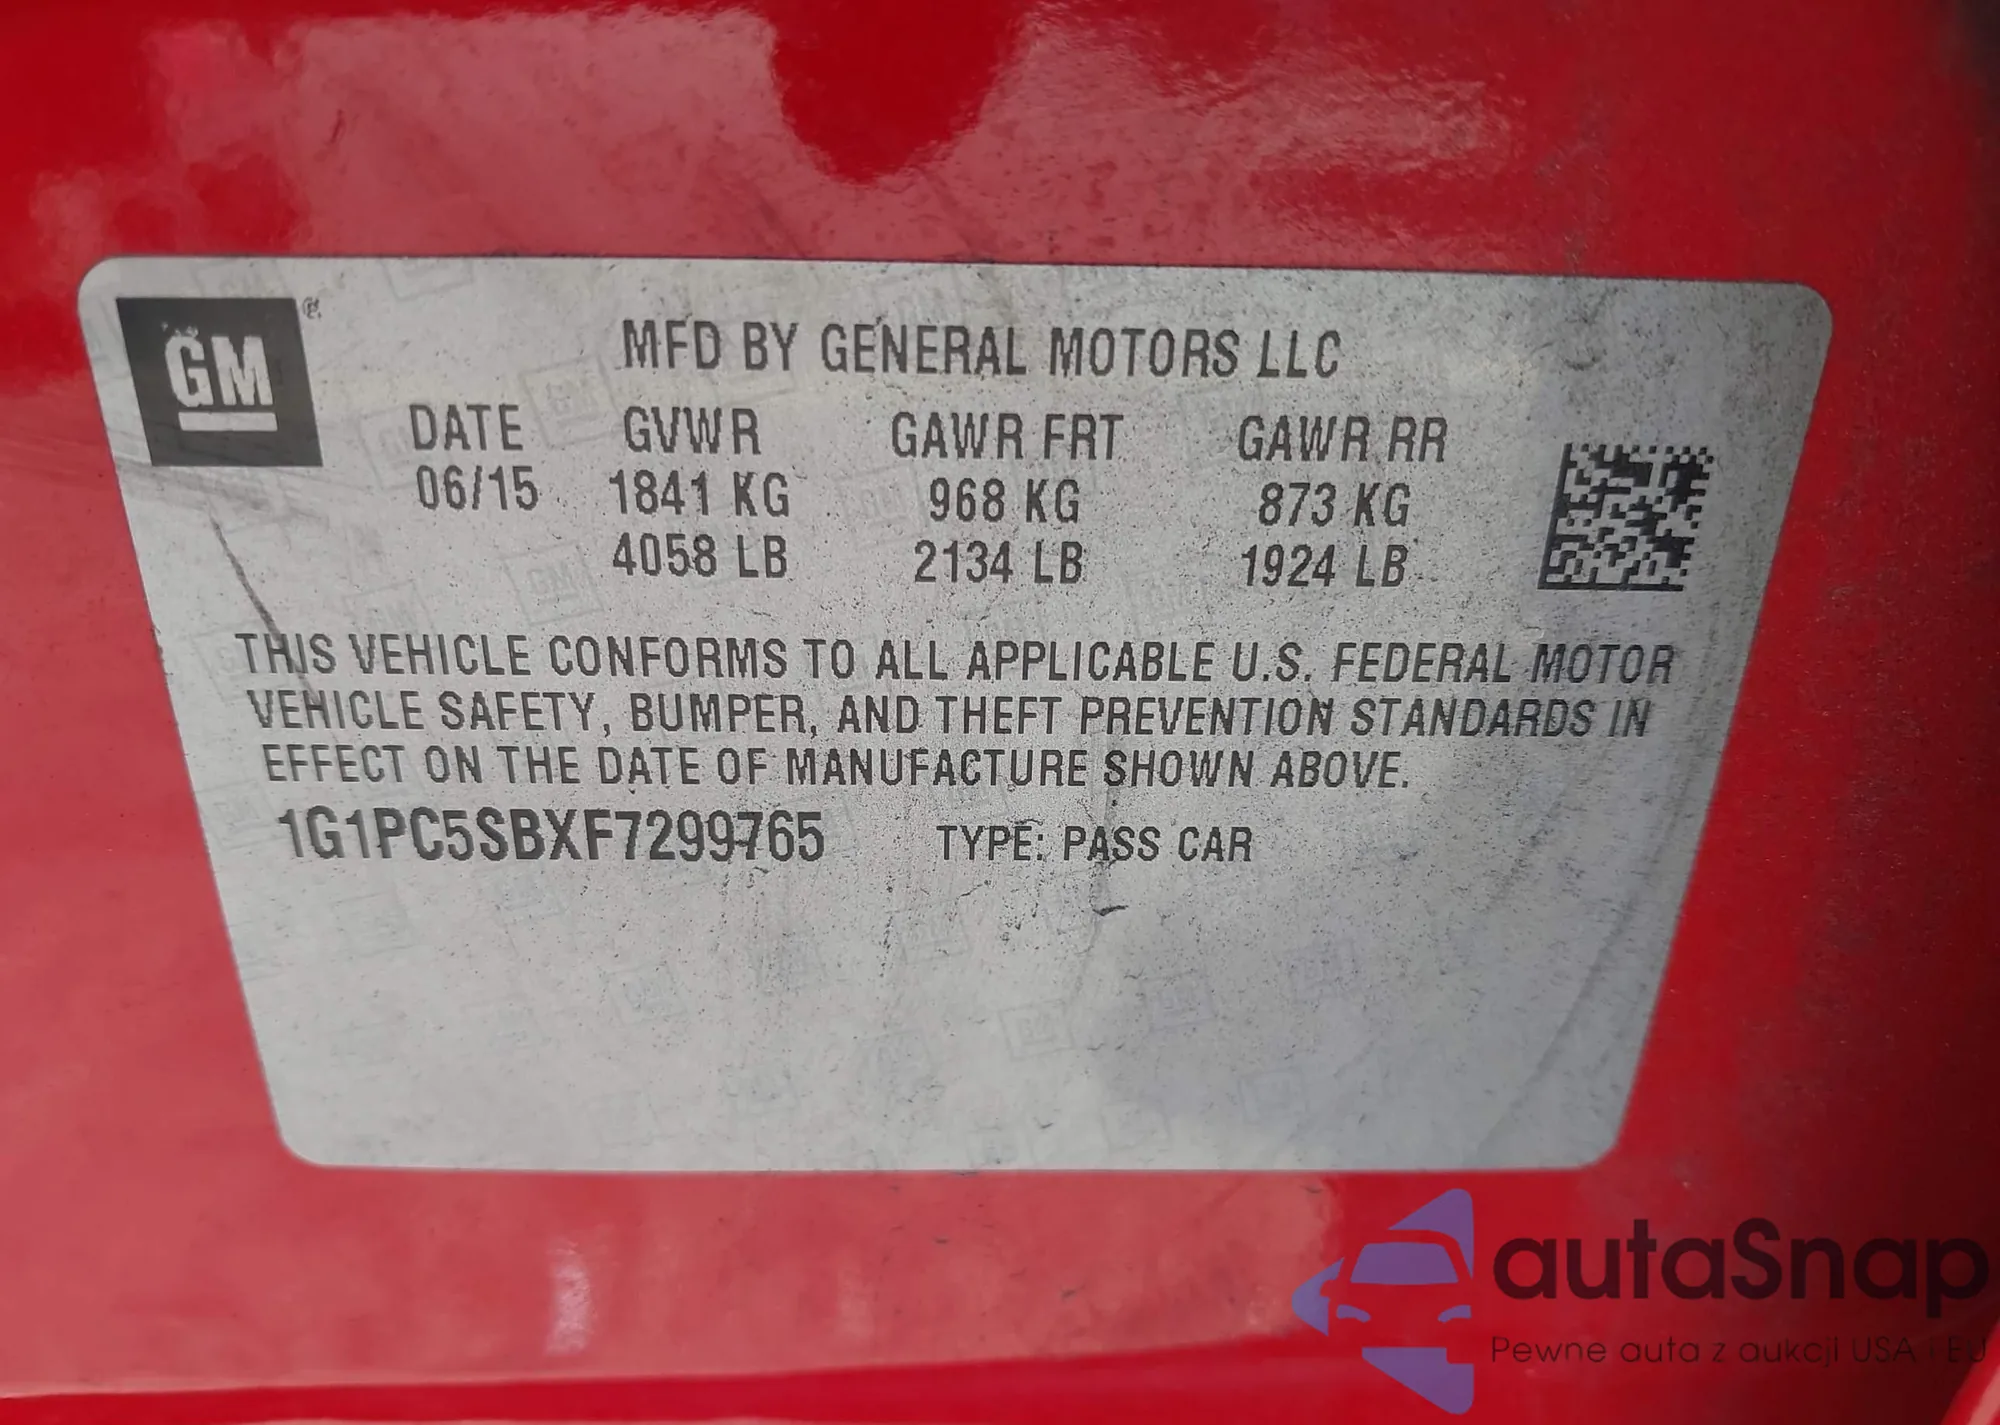 GM
MFD BY GENERAL MOTORS LLC
DATE GVWR GAWR FRT GAWR RR
06/15 1841 KG 968 KG 873 KG
4058 LB 2134 LB 1924 LB
THIS VEHICLE CONFORMS TO ALL APPLICABLE U.S. FEDERAL MOTOR
VEHICLE SAFETY, BUMPER, AND THEFT PREVENTION STANDARDS IN
EFFECT ON THE DATE OF MANUFACTURE SHOWN ABOVE.
1G1PC5SBXF7299765 TYPE: PASS CAR
autaSnap
Pewne auta z aukcji USA i EU